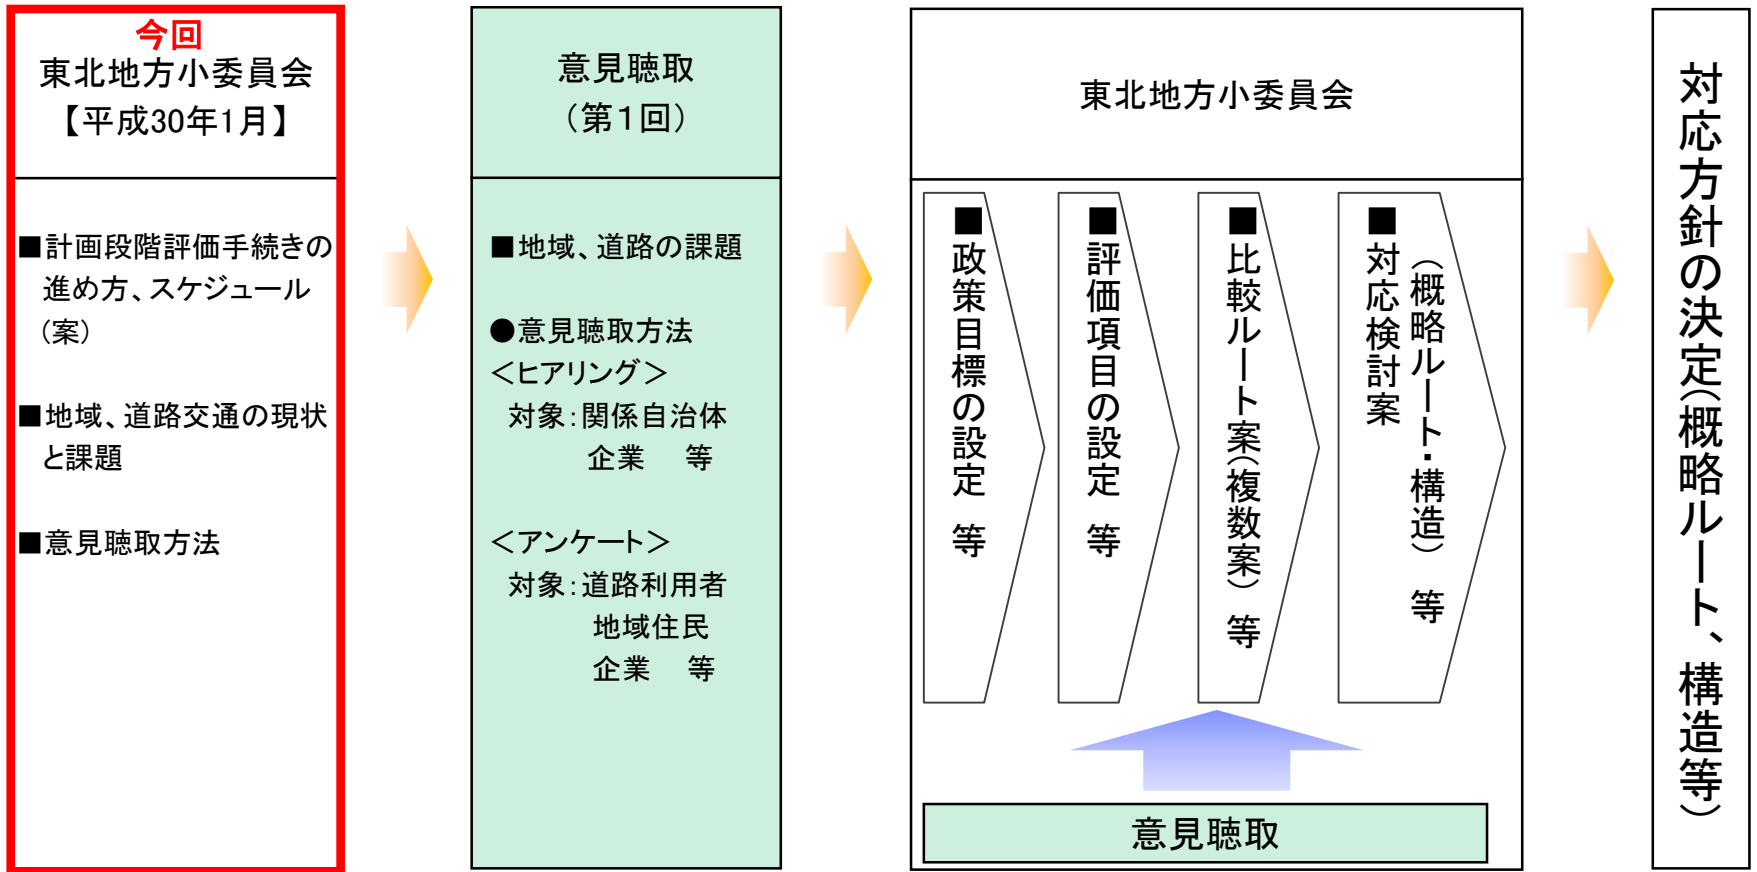 今回
東北地方小委員会
【平成30年1月】
■計画段階評価手続きの
進め方、スケジュール
(案)
■地域、道路交通の現状
と課題
■意見聴取方法
意見聴取
（第１回）
■地域、道路の課題
●意見聴取方法
＜ヒアリング＞
対象：関係自治体
企業　等
＜アンケート＞
対象：道路利用者
地域住民
企業　等
東北地方小委員会
■政策目標の設定 等
■評価項目の設定 等
■比較ルート案（複数案） 等
■対応検討案
（概略ルート・構造） 等
意見聴取
対応方針の決定（概略ルート、構造等）